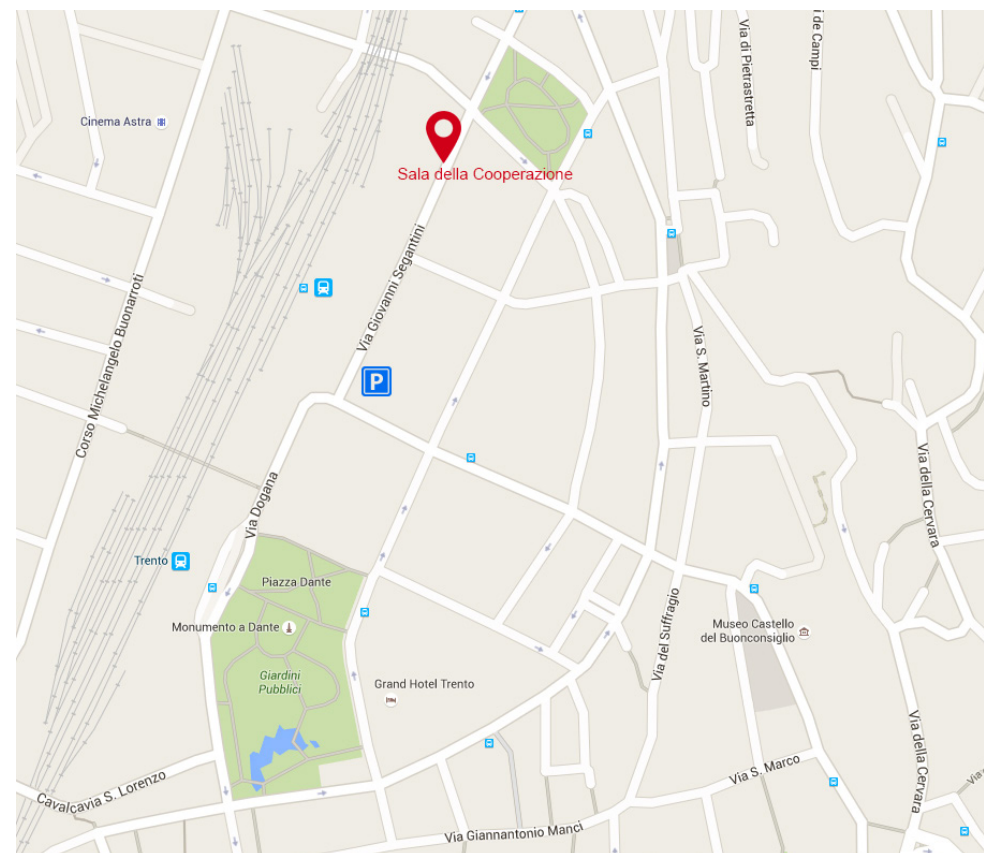 i de Campi
Via di Pietrastretta
Cinema Astra
Sala della Cooperazione
Via Giovanni Segantini
Corso Michelangelo Buonarroti
P
Via S. Martino
Via Dogana
Via della Cervara
Trento
Piazza Dante
Monumento a Dante
Museo Castello
del Buonconsiglio
Via del Suffragio
Giardini
Pubblici
Grand Hotel Trento
Via della Cervara
Via S. Marco
Cavalcavia S. Lorenzo
Via Giannantonio Manci
Via